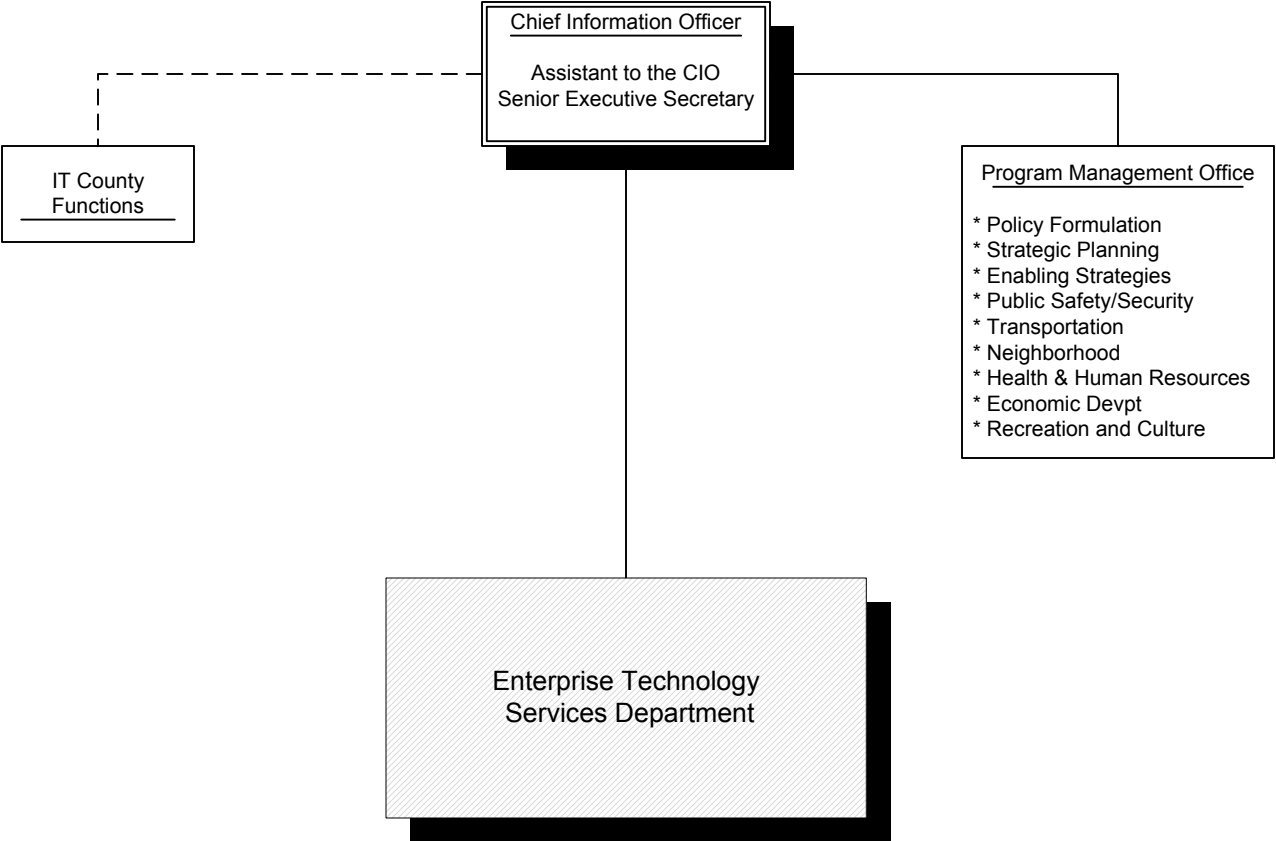 Chief Information Officer
Assistant to the CIO
Senior Executive Secretary
IT County
Functions
Program Management Office
* Policy Formulation
* Strategic Planning
* Enabling Strategies
* Public Safety/Security
* Transportation
* Neighborhood
* Health & Human Resources
* Economic Devpt
* Recreation and Culture
Enterprise Technology
Services Department